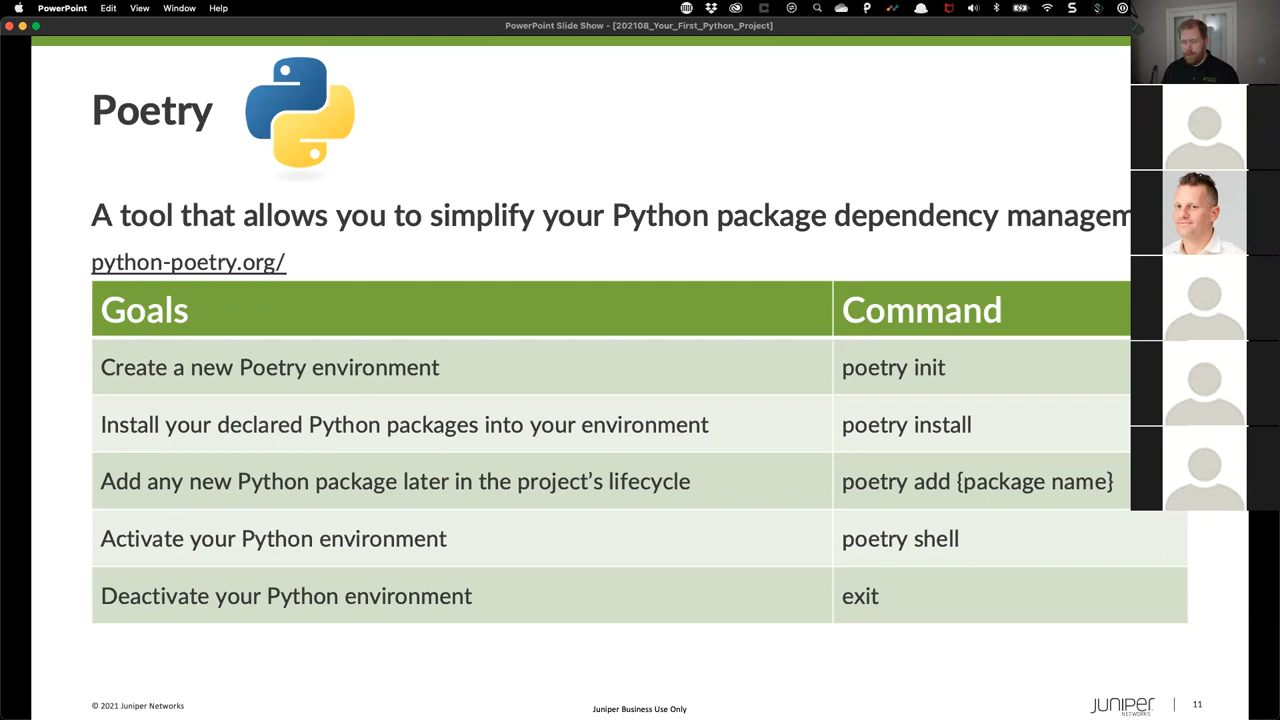 PowerPoint Edit View Window Help
PowerPoint Slide Show - [202108_Your_First_Python_Project]
Poetry
A tool that allows you to simplify your Python package dependency managem
python-poetry.org/
Goals Command
Create a new Poetry environment poetry init
Install your declared Python packages into your environment poetry install
Add any new Python package later in the project’s lifecycle poetry add {package name}
Activate your Python environment poetry shell
Deactivate your Python environment exit
© 2021 Juniper Networks Juniper Business Use Only JUNIPER NETWORKS | 11